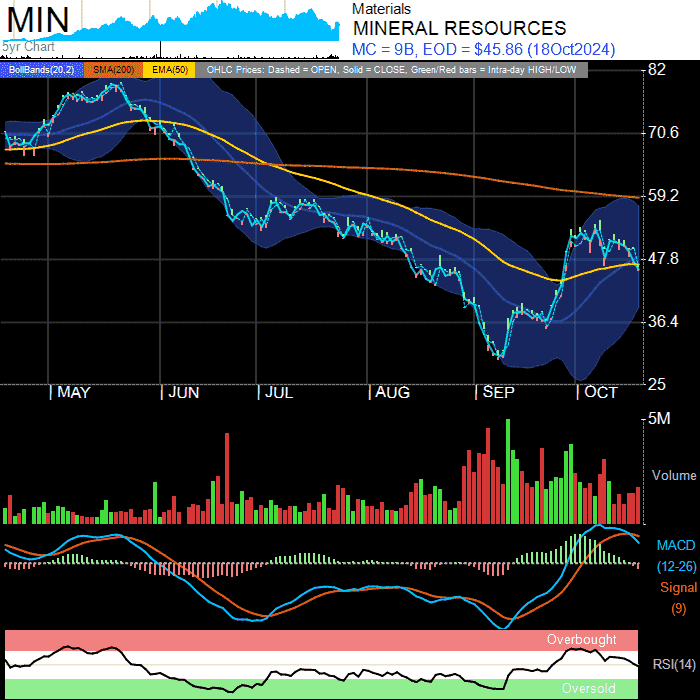 MIN
5yr Chart
Materials
MINERAL RESOURCES
MC = 9B, EOD = $45.86 (18Oct2024)
BollBands(20,2) SMA(200) EMA(50) OHLC Prices: Dashed = OPEN, Solid = CLOSE, Green/Red bars = Intra-day HIGH/LOW
82
70.6
59.2
47.8
36.4
25
| MAY | JUN | JUL | AUG | SEP | OCT
5M
Volume
MACD
(12-26)
Signal
(9)
Overbought
RSI(14)
Oversold